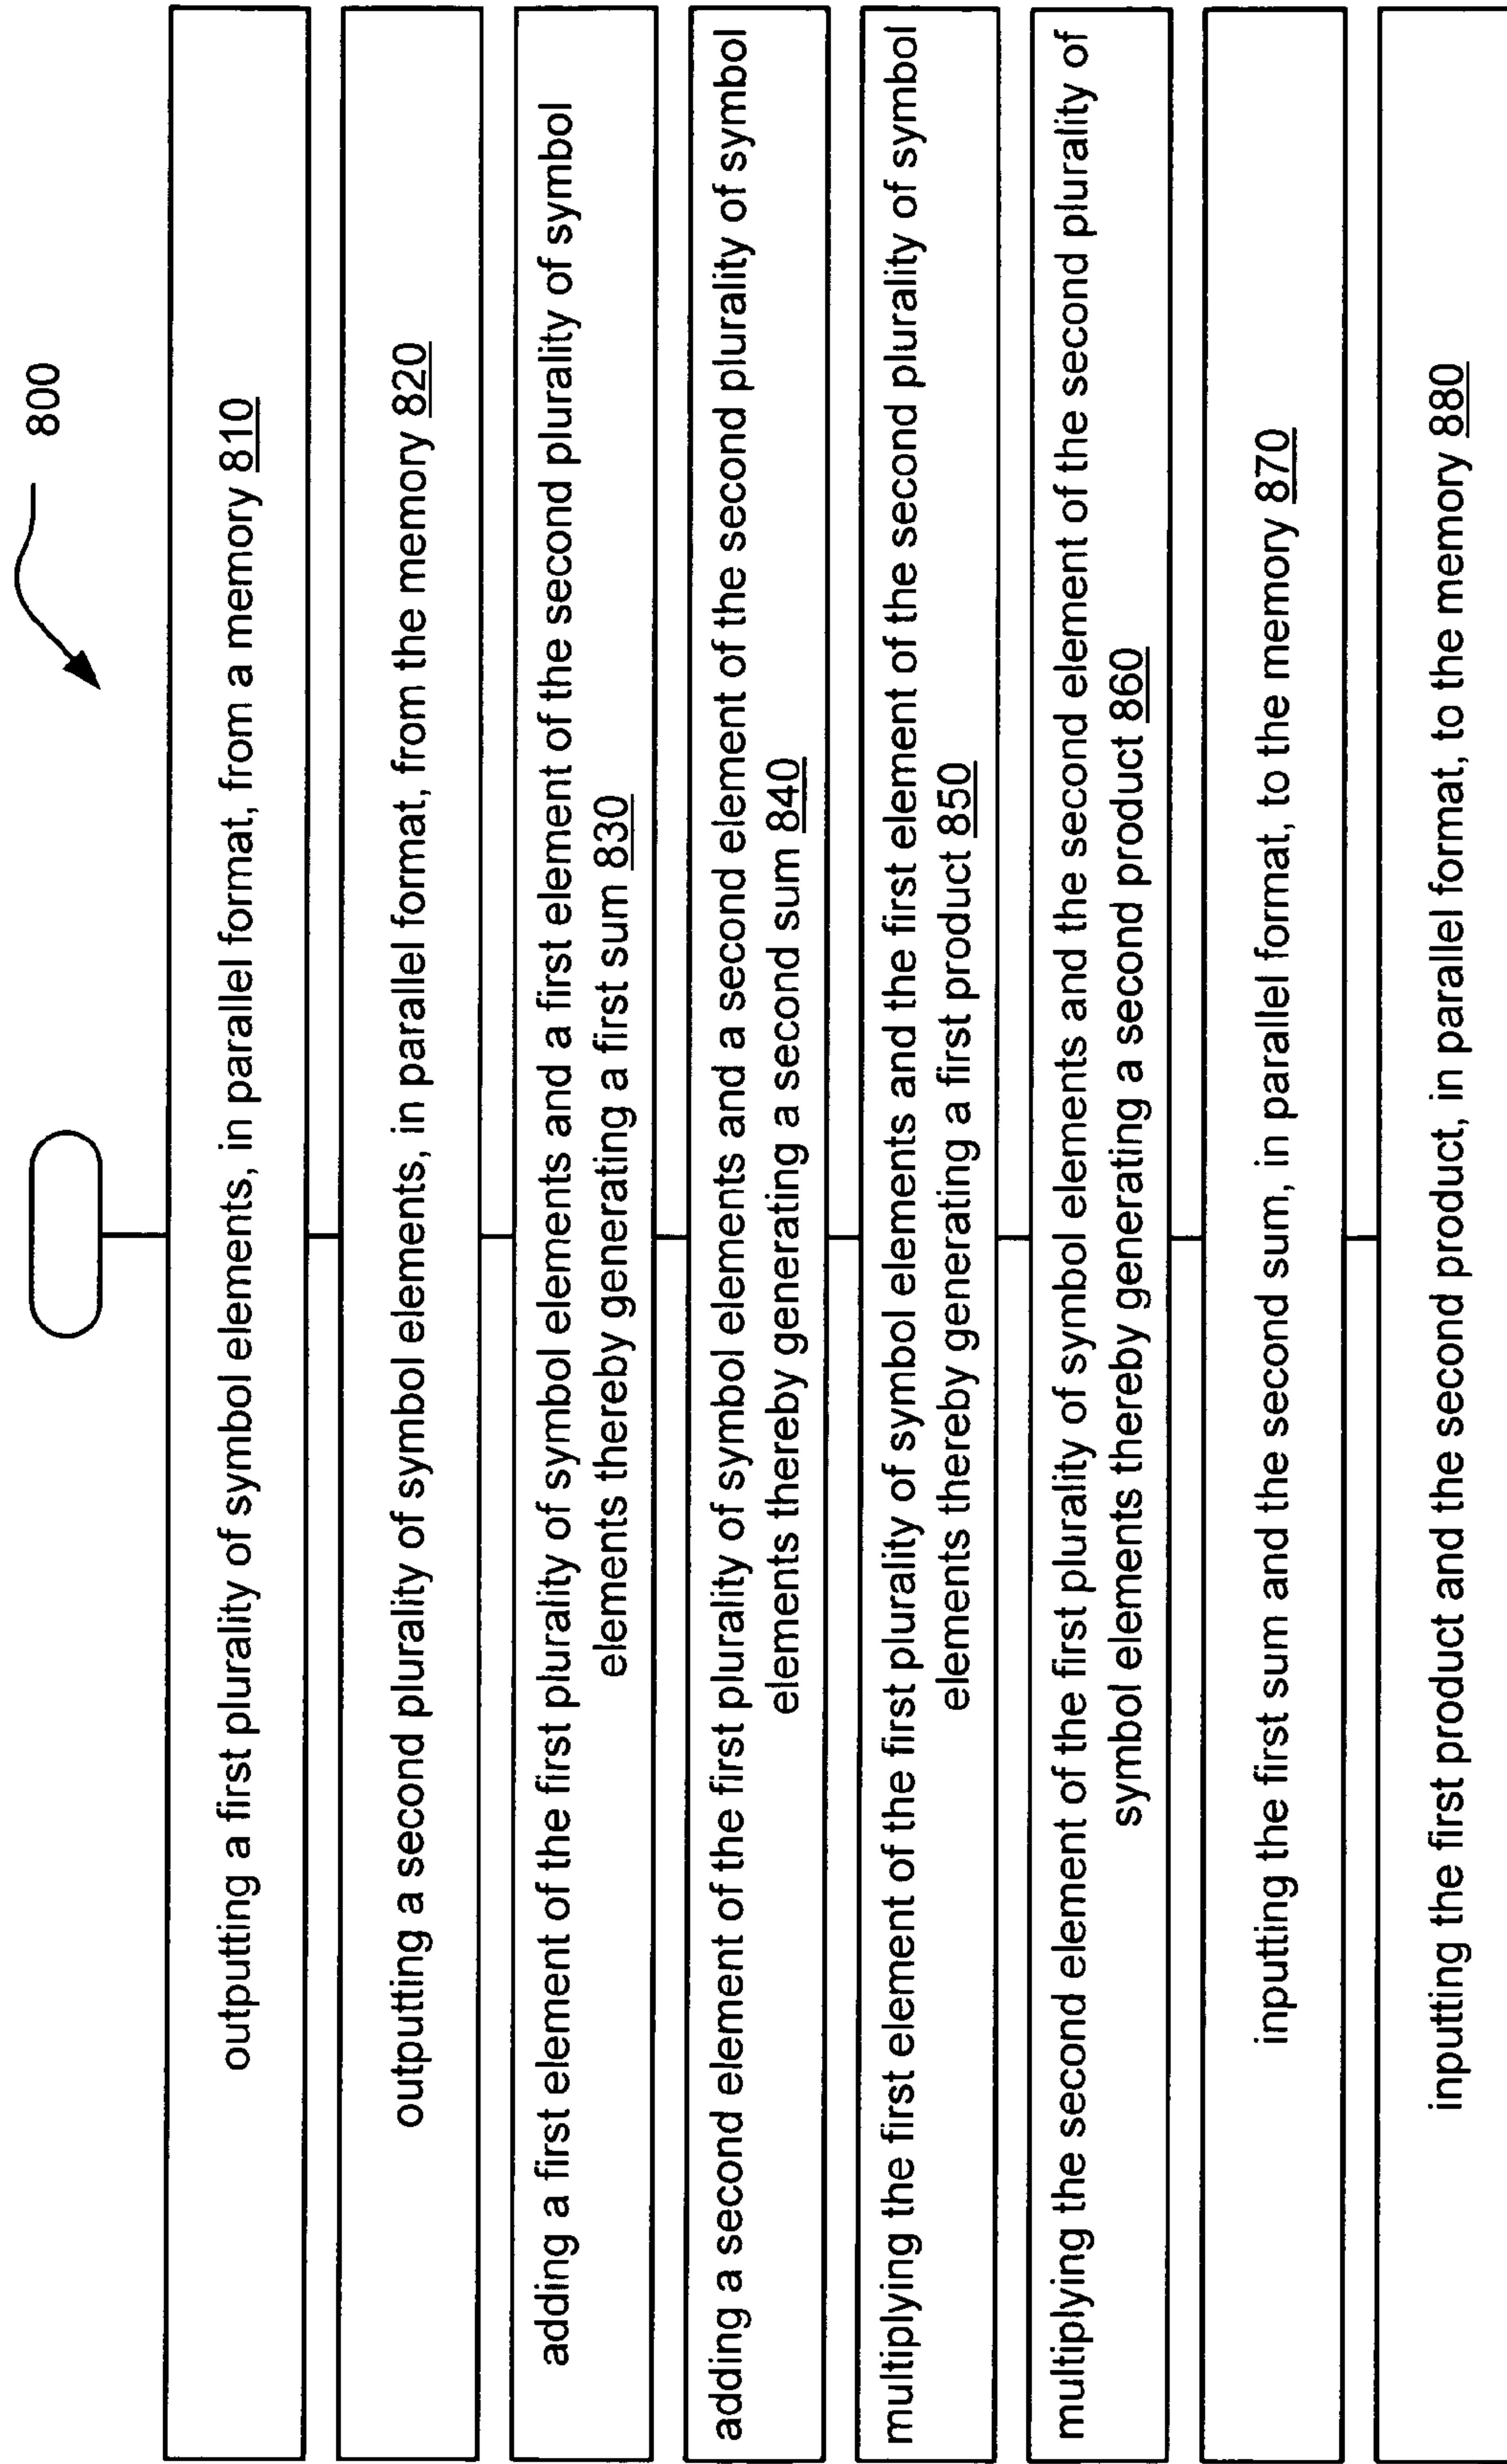 800
outputting a first plurality of symbol elements, in parallel format, from a memory 810
outputting a second plurality of symbol elements, in parallel format, from the memory 820
adding a first element of the first plurality of symbol elements and a first element of the second plurality of symbol
elements thereby generating a first sum 830
adding a second element of the first plurality of symbol elements and a second element of the second plurality of symbol
elements thereby generating a second sum 840
multiplying the first element of the first plurality of symbol elements and the first element of the second plurality of symbol
elements thereby generating a first product 850
multiplying the second element of the first plurality of symbol elements and the second element of the second plurality of
symbol elements thereby generating a second product 860
inputting the first sum and the second sum, in parallel format, to the memory 870
inputting the first product and the second product, in parallel format, to the memory 880